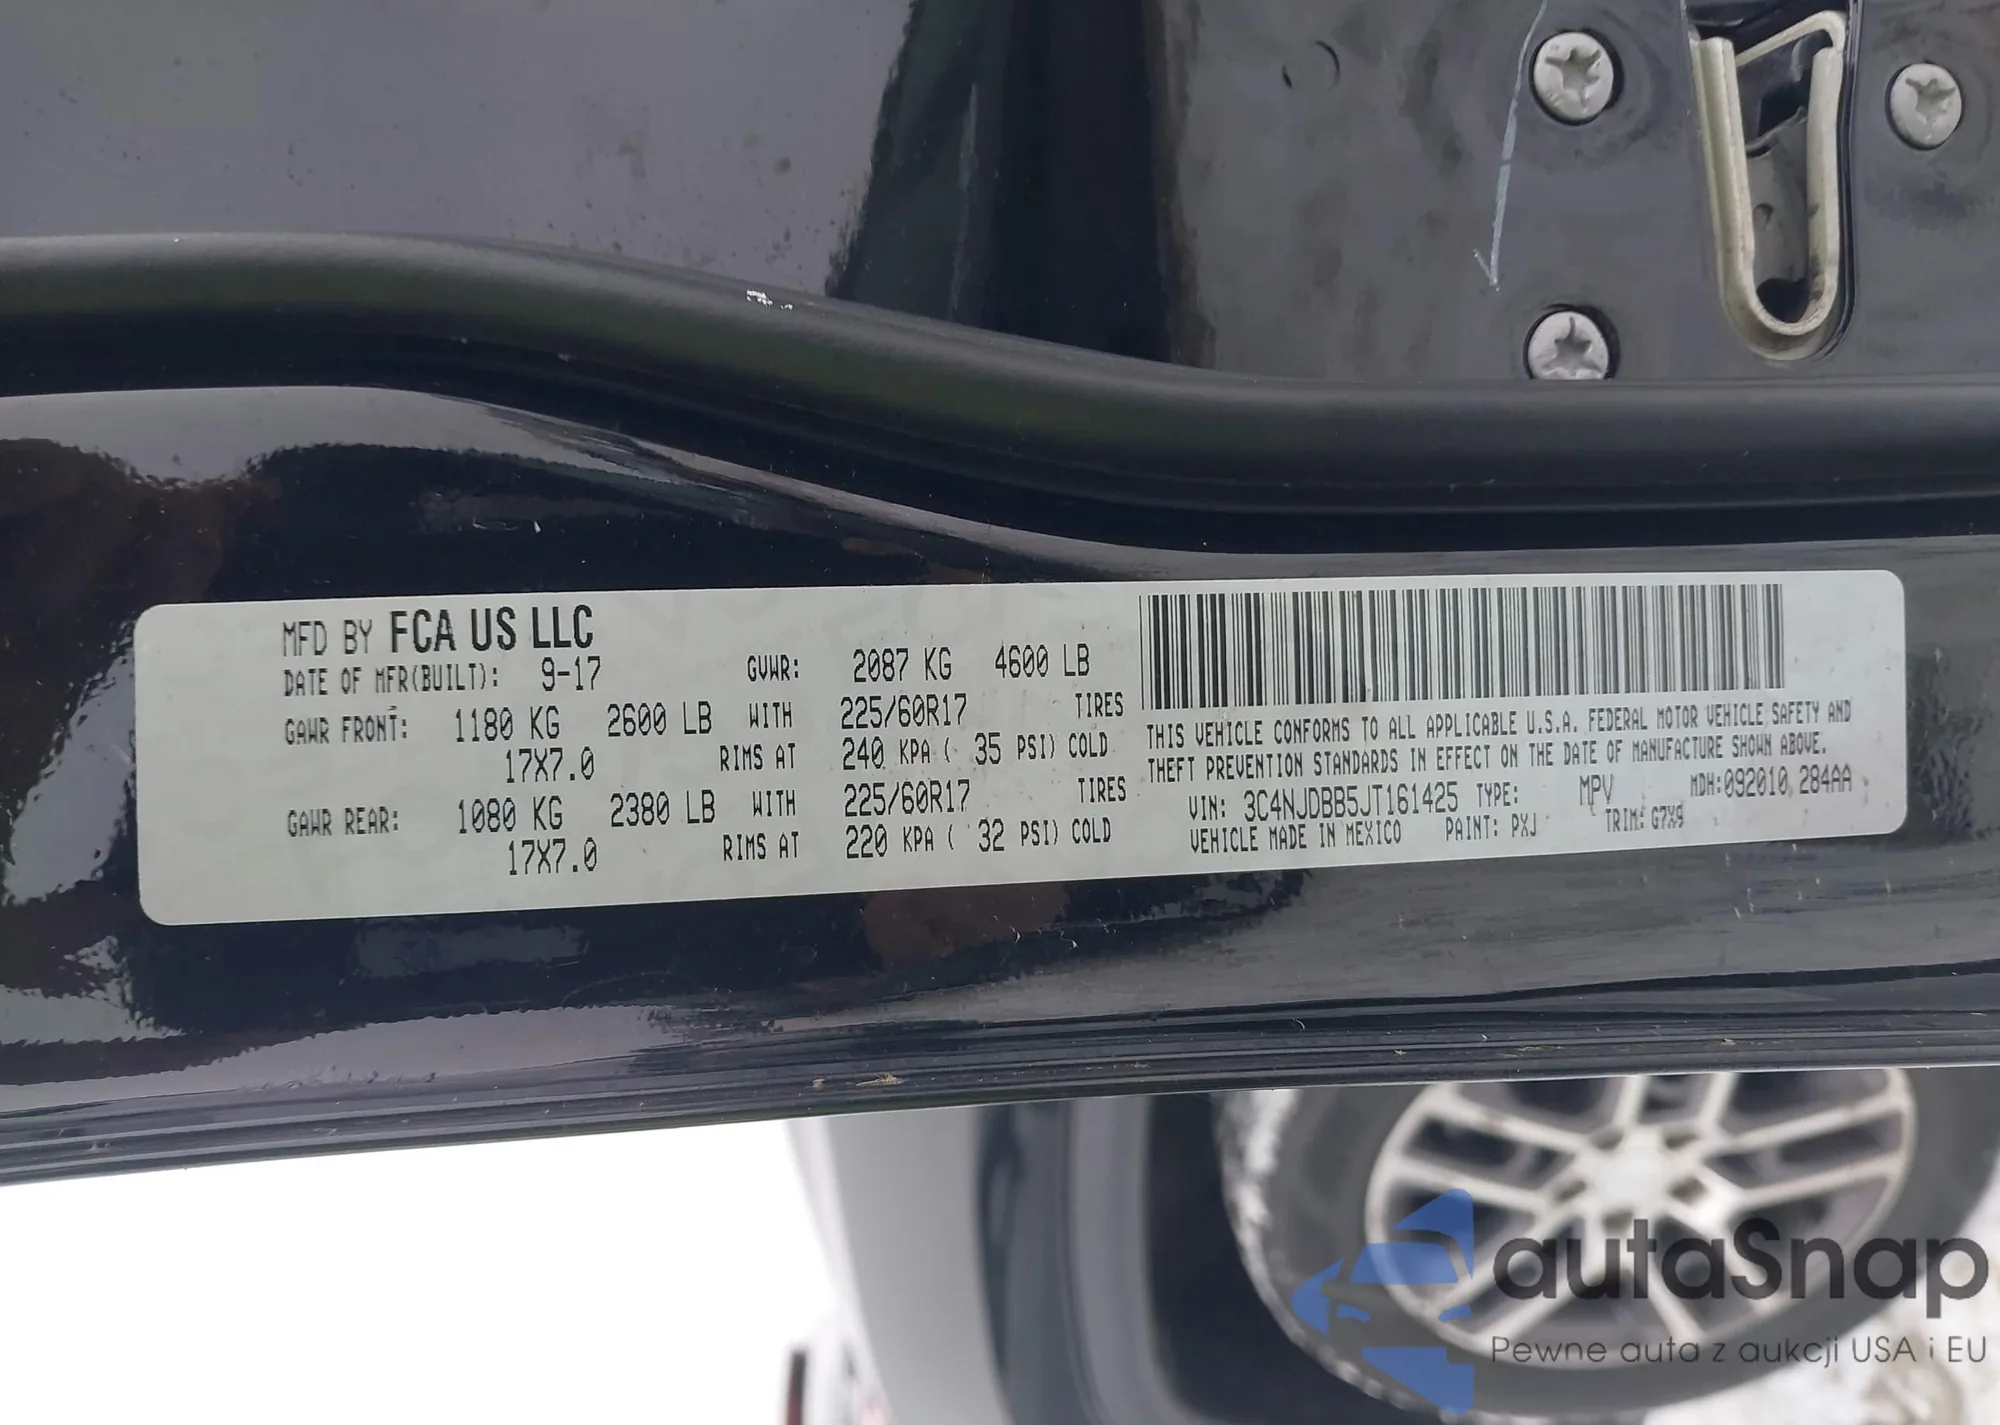 MFD BY FCA US LLC
DATE OF MFR(BUILT): 9-17 GVWR: 2087 KG 4600 LB
GAWR FRONT: 1180 KG 2600 LB WITH 225/60R17 TIRES
17X7.0 RIMS AT 240 KPA ( 35 PSI) COLD
GAWR REAR: 1080 KG 2380 LB WITH 225/60R17 TIRES
17X7.0 RIMS AT 220 KPA ( 32 PSI) COLD
THIS VEHICLE CONFORMS TO ALL APPLICABLE U.S.A. FEDERAL MOTOR VEHICLE SAFETY AND
THEFT PREVENTION STANDARDS IN EFFECT ON THE DATE OF MANUFACTURE SHOWN ABOVE.
VIN: 3C4NJDBB5JT161425 TYPE: MPV MDH:092010 284AA
VEHICLE MADE IN MEXICO PAINT: PXJ TRIM: G7X9
autaSnap
Pewne auta z aukcji USA i EU